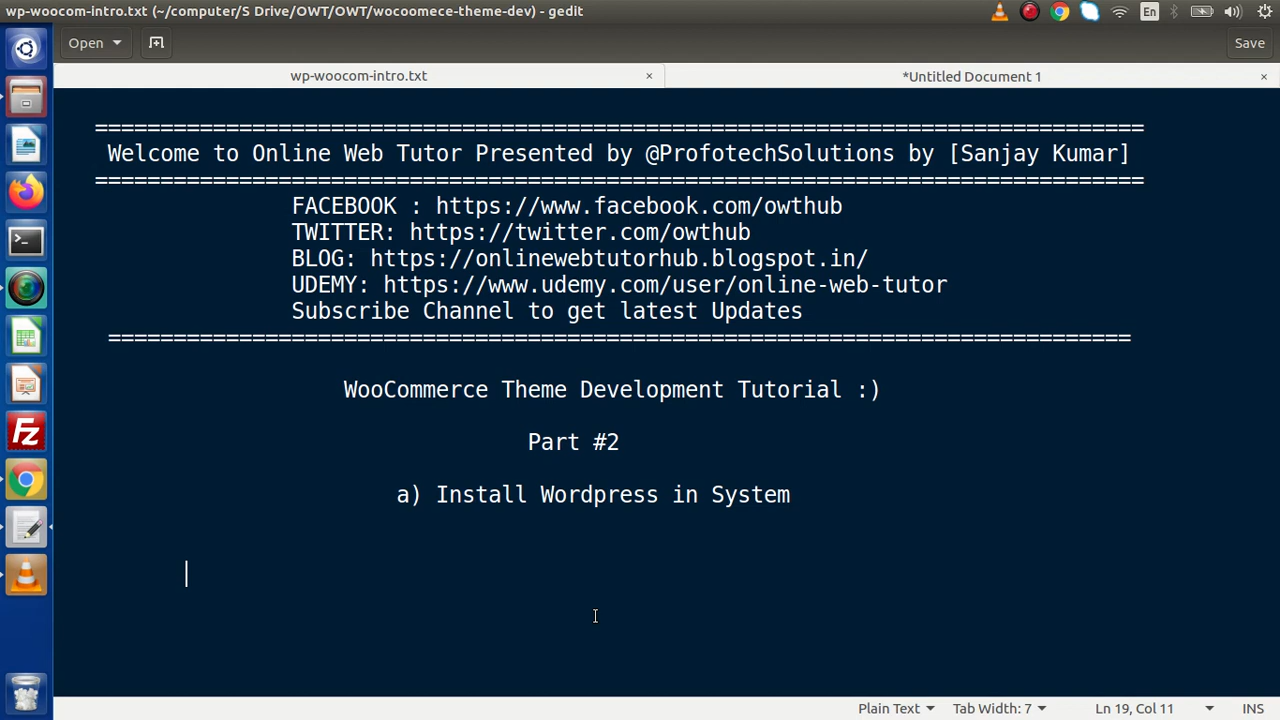 wp-woocom-intro.txt (~/computer/S Drive/OWT/OWT/wocoomece-theme-dev) - gedit
En
Open
Save
wp-woocom-intro.txt ×
*Untitled Document 1 ×
================================================================================
Welcome to Online Web Tutor Presented by @ProfotechSolutions by [Sanjay Kumar]
================================================================================
FACEBOOK : https://www.facebook.com/owthub
TWITTER: https://twitter.com/owthub
BLOG: https://onlinewebtutorhub.blogspot.in/
UDEMY: https://www.udemy.com/user/online-web-tutor
Subscribe Channel to get latest Updates
==============================================================================
WooCommerce Theme Development Tutorial :)
Part #2
a) Install Wordpress in System
Fz
Plain Text
Tab Width: 7
Ln 19, Col 11
INS